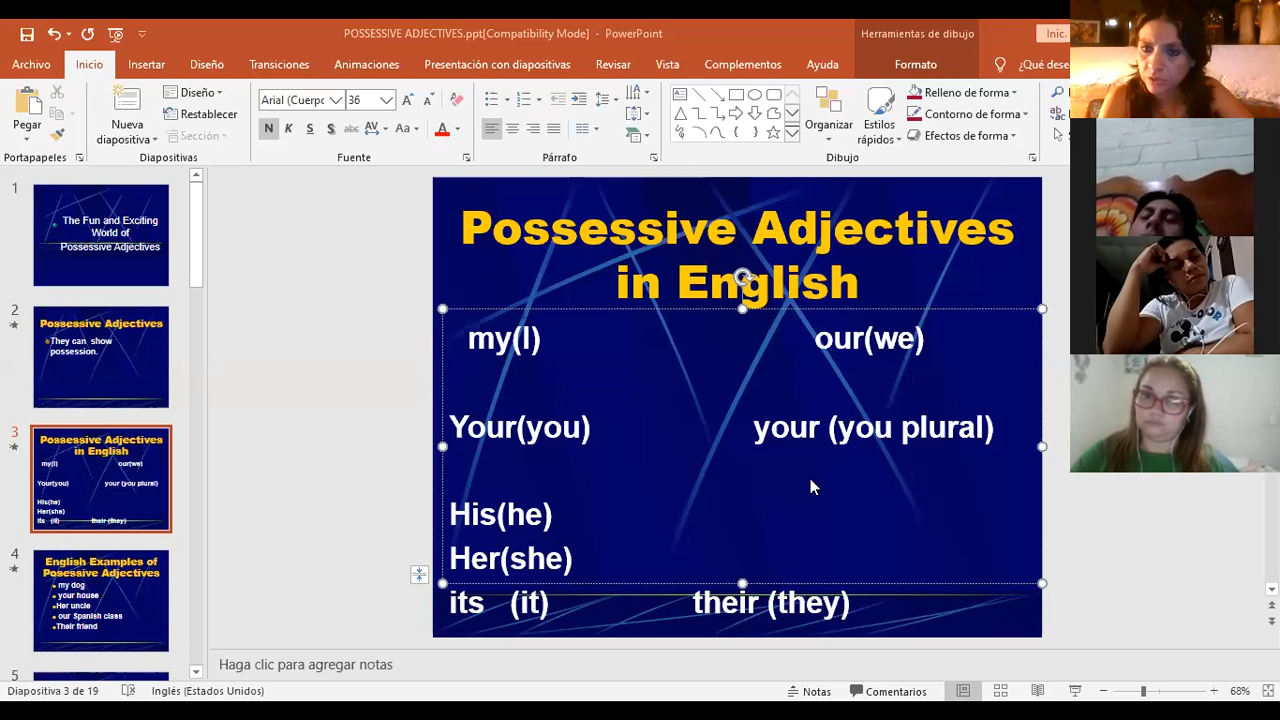 POSSESSIVE ADJECTIVES.ppt[Compatibility Mode] - PowerPoint
Herramientas de dibujo
Inic.
Archivo Inicio Insertar Diseño Transiciones Animaciones Presentación con diapositivas Revisar Vista Complementos Ayuda Formato ¿Qué dese
Pegar
Nueva diapositiva
Diseño
Restablecer
Sección
Arial (Cuerpo 36
N K S S abc AV Aa A
Organizar
Estilos rápidos
Relleno de forma
Contorno de forma
Efectos de forma
Portapapeles Diapositivas Fuente Párrafo Dibujo
1
The Fun and Exciting
World of
Possessive Adjectives
2
Possessive Adjectives
They can show
possession.
3
Possessive Adjectives
in English
my(I) our(we)
Your(you) your (you plural)
His(he)
Her(she)
its (it) their (they)
4
English Examples of
Posessive Adjectives
my dog
your house
Her uncle
our Spanish class
Their friend
5
Possessive Adjectives
in English
my(I) our(we)
Your(you) your (you plural)
His(he)
Her(she)
its (it) their (they)
Haga clic para agregar notas
Diapositiva 3 de 19 Inglés (Estados Unidos) Notas Comentarios 68%